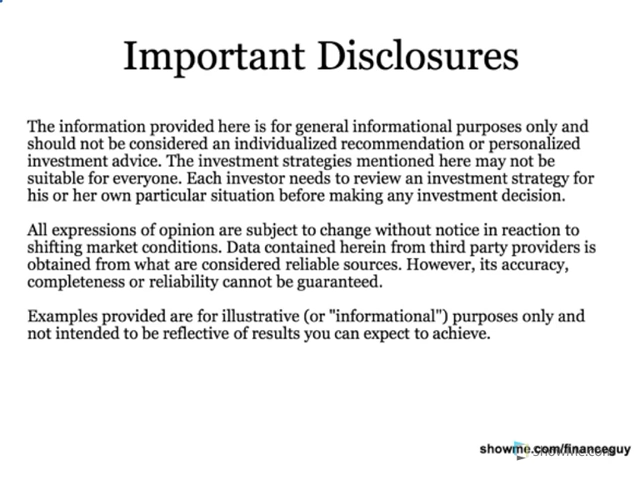 Important Disclosures
The information provided here is for general informational purposes only and
should not be considered an individualized recommendation or personalized
investment advice. The investment strategies mentioned here may not be
suitable for everyone. Each investor needs to review an investment strategy for
his or her own particular situation before making any investment decision.
All expressions of opinion are subject to change without notice in reaction to
shifting market conditions. Data contained herein from third party providers is
obtained from what are considered reliable sources. However, its accuracy,
completeness or reliability cannot be guaranteed.
Examples provided are for illustrative (or "informational") purposes only and
not intended to be reflective of results you can expect to achieve.
showme.com/financeguy
ShowMe.com